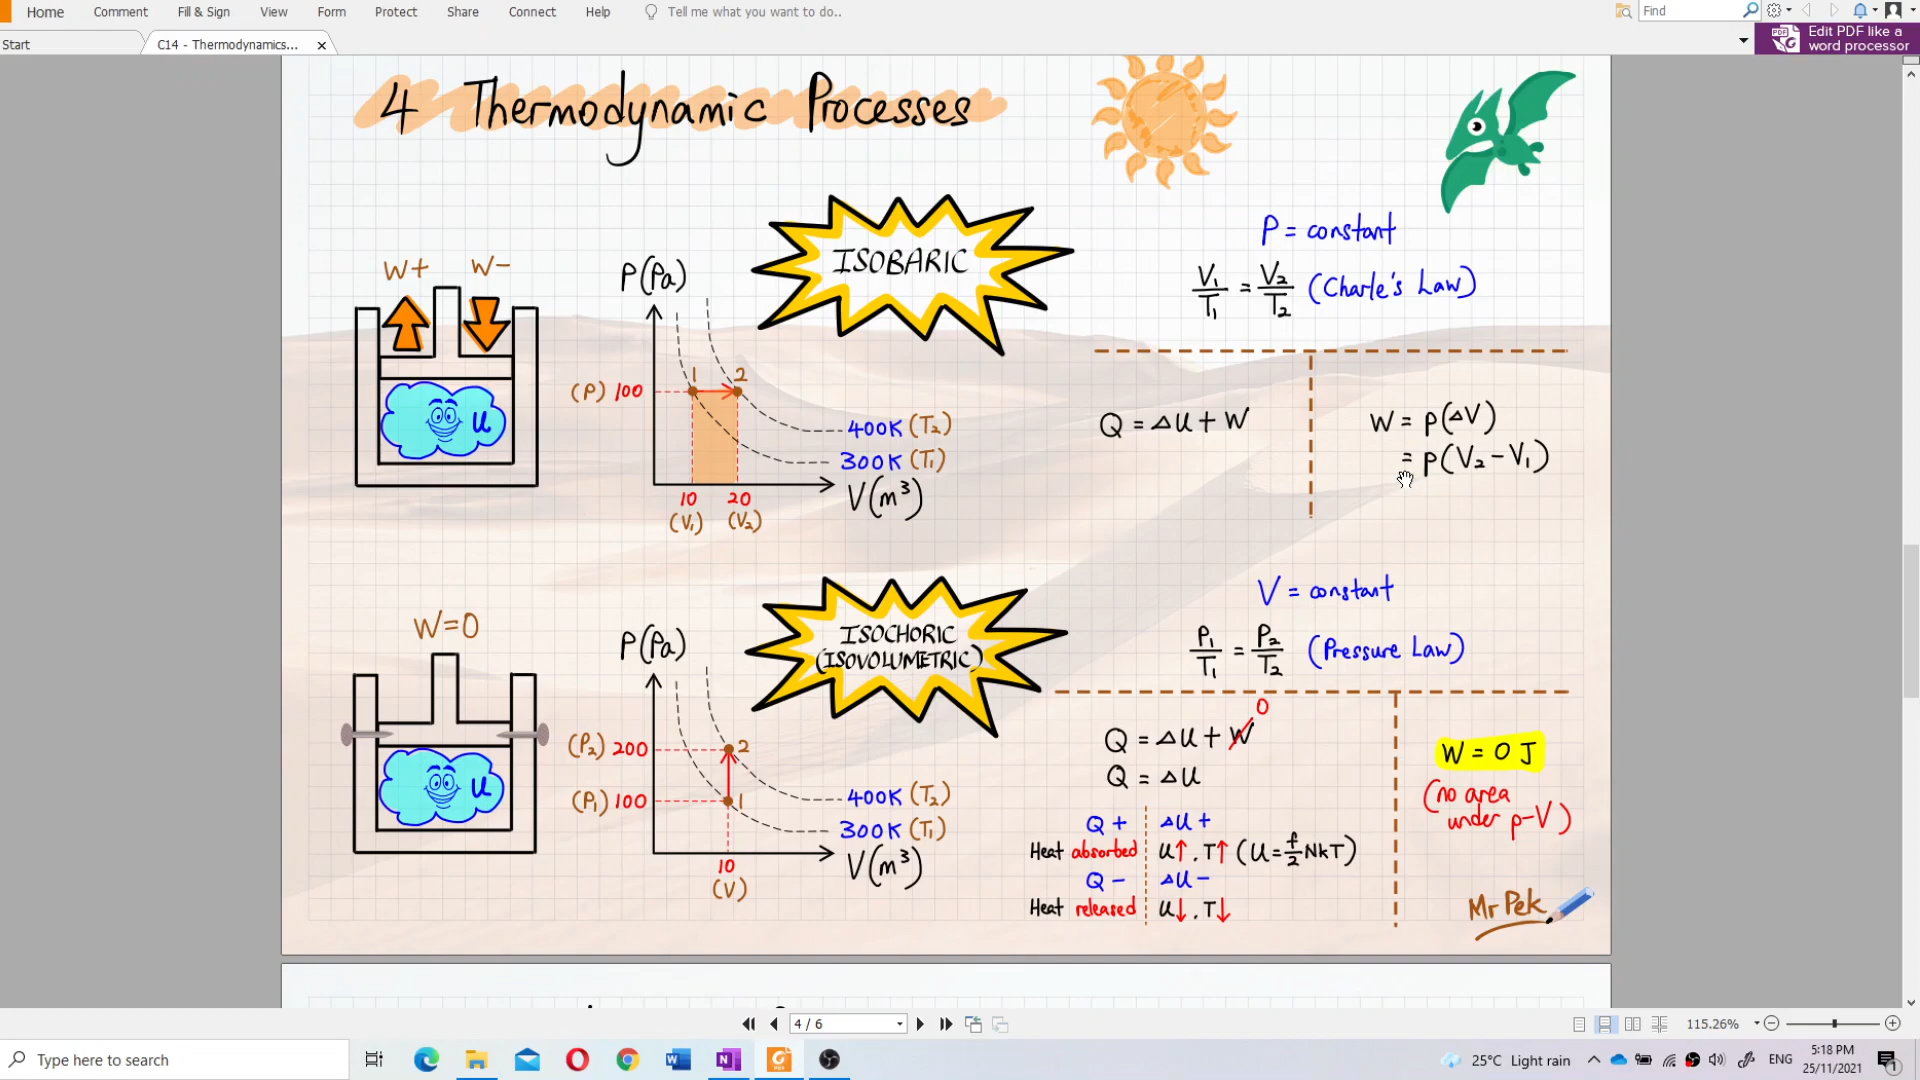 Home Comment Fill & Sign View Form Protect Share Connect Help Tell me what you want to do.. Find
Start C14 - Thermodynamics... Edit PDF like a
word processor
4 Thermodynamic Processes
ISOBARIC
W+ W-
U
P(Pa)
(P) 100
1 2
400K (T2)
300K (T1)
10 20
(V1) (V2)
V(m³)
P = constant
V1/T1 = V2/T2 (Charle's Law)
Q = ΔU + W
W = p(ΔV)
= p(V2 - V1)
ISOCHORIC
(ISOVOLUMETRIC)
W=0
U
P(Pa)
(P2) 200
(P1) 100
2
1
400K (T2)
300K (T1)
10
(V)
V(m³)
V = constant
P1/T1 = P2/T2 (Pressure Law)
0
Q = ΔU + W
Q = ΔU
Q + ΔU +
Heat absorbed U↑ . T↑ (U = f/2 NkT)
Q - ΔU -
Heat released U↓ . T↓
W = 0 J
(no area
under p-V)
Mr Pek
4 / 6
115.26%
Type here to search
25°C Light rain
ENG
5:18 PM
25/11/2021
1